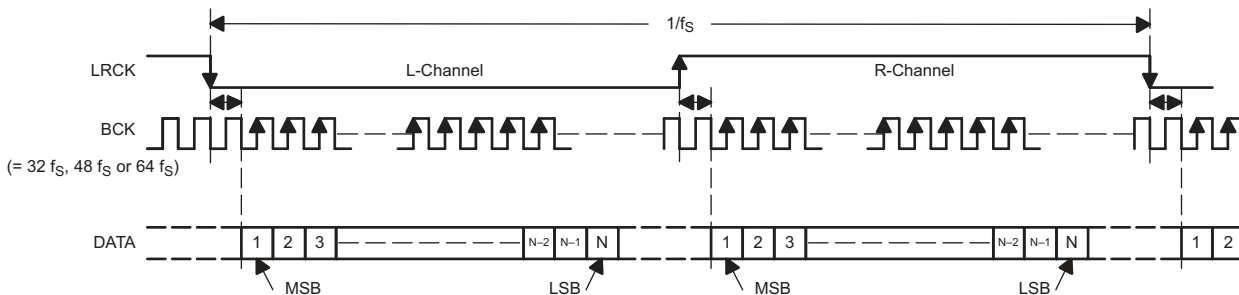 1/fS
LRCK
L-Channel
R-Channel
BCK
(= 32 fS, 48 fS or 64 fS)
DATA
1 2 3 N–2 N–1 N 1 2 3 N–2 N–1 N 1 2
MSB LSB MSB LSB